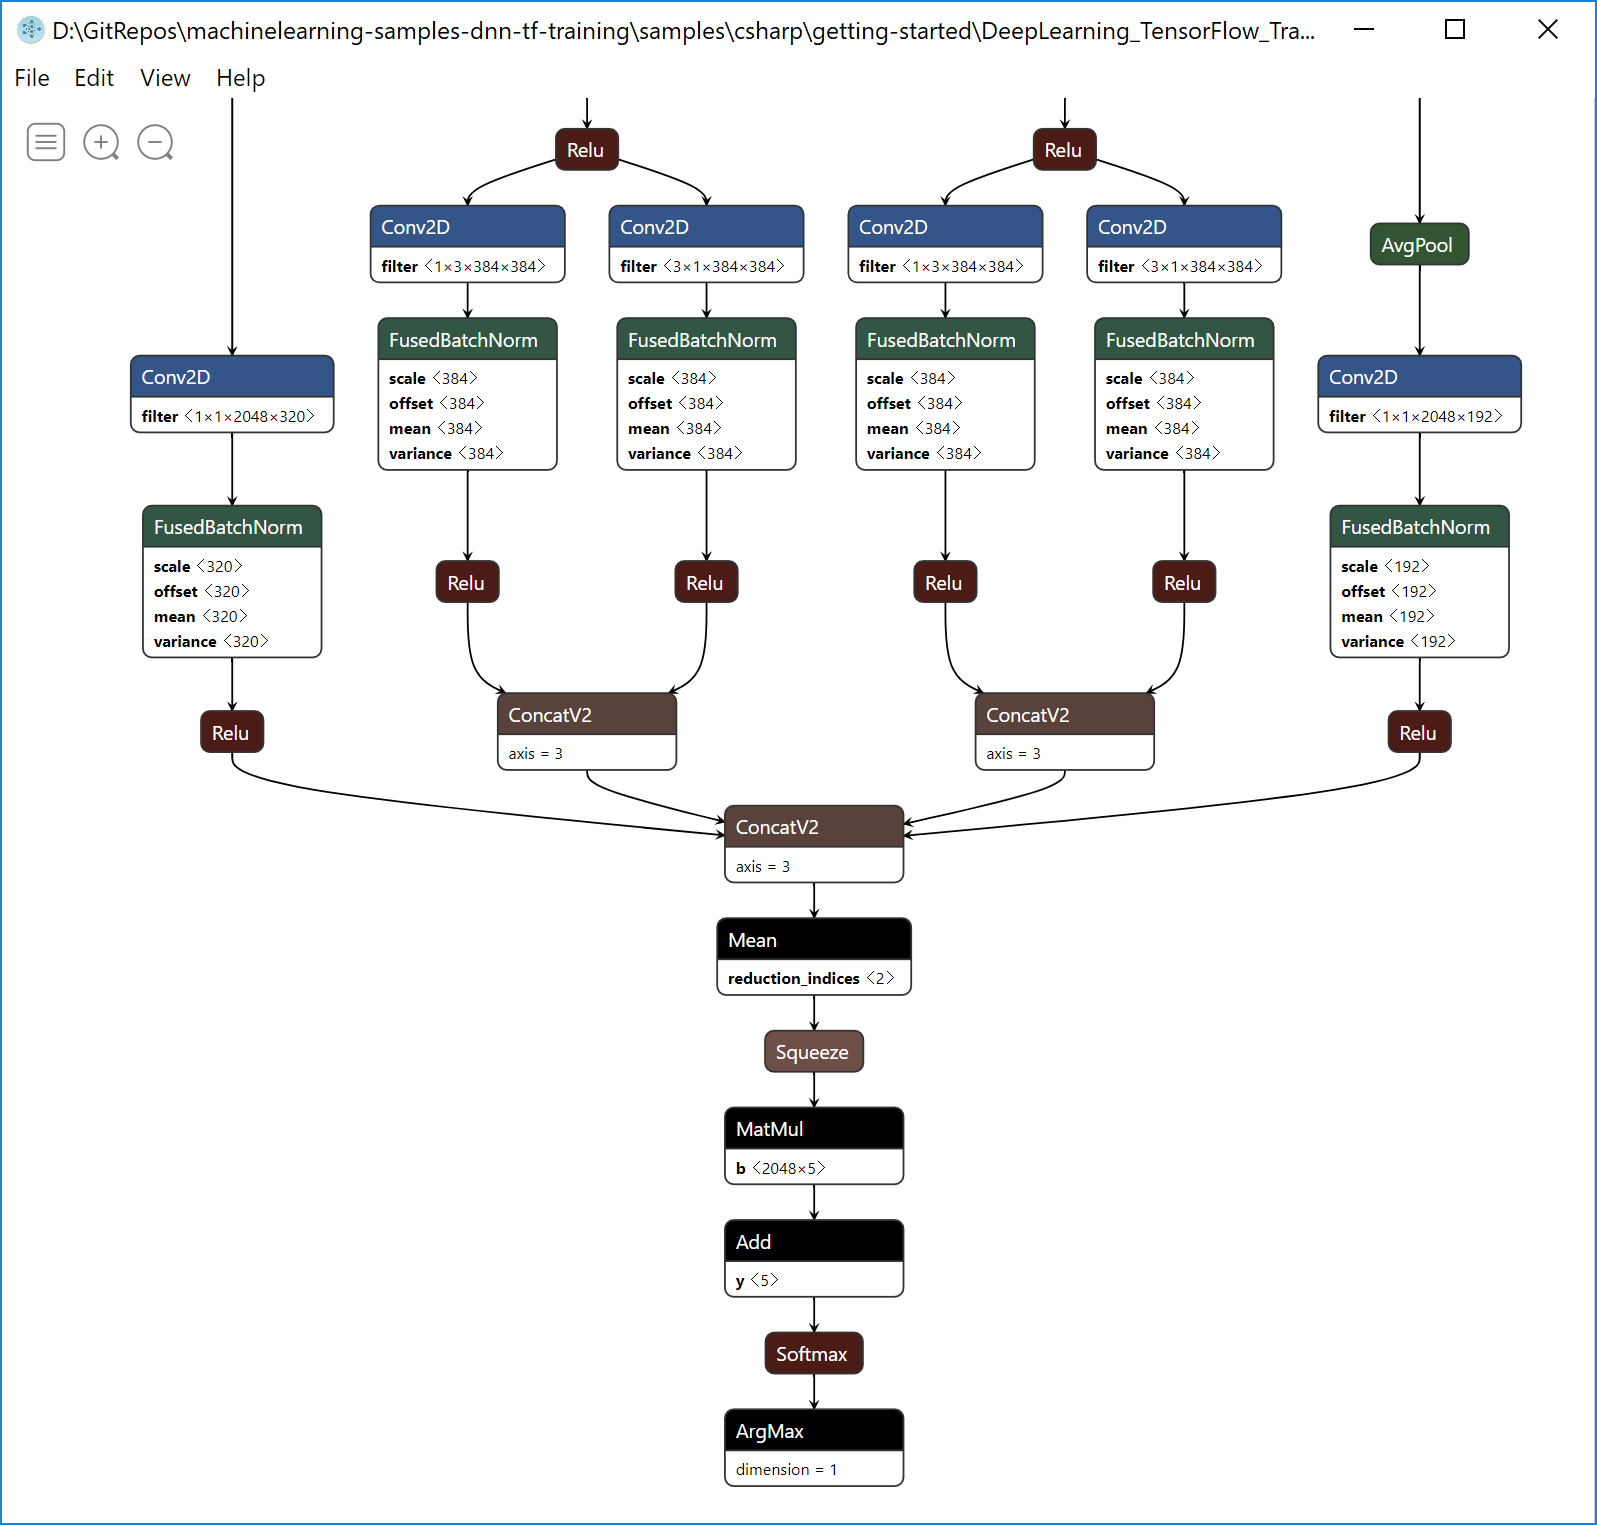 D:\GitRepos\machinelearning-samples-dnn-tf-training\samples\csharp\getting-started\DeepLearning_TensorFlow_Tra...
File Edit View Help
Relu
Relu
Conv2D
filter 〈1×3×384×384〉
Conv2D
filter 〈3×1×384×384〉
Conv2D
filter 〈1×3×384×384〉
Conv2D
filter 〈3×1×384×384〉
AvgPool
FusedBatchNorm
scale 〈384〉
offset 〈384〉
mean 〈384〉
variance 〈384〉
FusedBatchNorm
scale 〈384〉
offset 〈384〉
mean 〈384〉
variance 〈384〉
FusedBatchNorm
scale 〈384〉
offset 〈384〉
mean 〈384〉
variance 〈384〉
FusedBatchNorm
scale 〈384〉
offset 〈384〉
mean 〈384〉
variance 〈384〉
Conv2D
filter 〈1×1×2048×320〉
Conv2D
filter 〈1×1×2048×192〉
FusedBatchNorm
scale 〈320〉
offset 〈320〉
mean 〈320〉
variance 〈320〉
FusedBatchNorm
scale 〈192〉
offset 〈192〉
mean 〈192〉
variance 〈192〉
Relu
Relu
Relu
Relu
Relu
ConcatV2
axis = 3
ConcatV2
axis = 3
Relu
ConcatV2
axis = 3
Mean
reduction_indices 〈2〉
Squeeze
MatMul
b 〈2048×5〉
Add
y 〈5〉
Softmax
ArgMax
dimension = 1